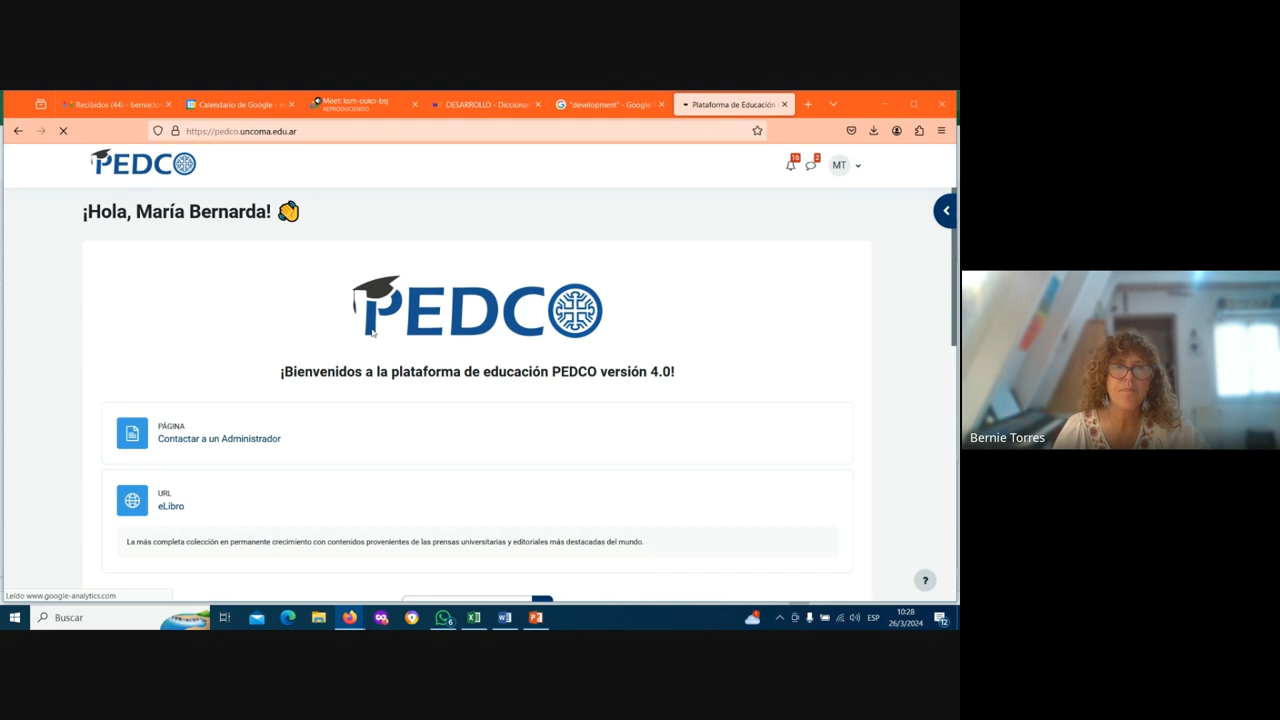 Recibidos (44) - bernie.to
Calendario de Google -
Meet: ksm-ouko-bsj
REPRODUCIENDO
DESARROLLO - Diccionar
"development" - Google
Plataforma de Educación
https://pedco.uncoma.edu.ar
PEDCO
16
2
MT
¡Hola, María Bernarda!
PEDCO
¡Bienvenidos a la plataforma de educación PEDCO versión 4.0!
PÁGINA
Contactar a un Administrador
URL
eLibro
La más completa colección en permanente crecimiento con contenidos provenientes de las prensas universitarias y editoriales más destacadas del mundo.
?
Leído www.google-analytics.com
Buscar
6
ESP
10:28
26/3/2024
12
Bernie Torres